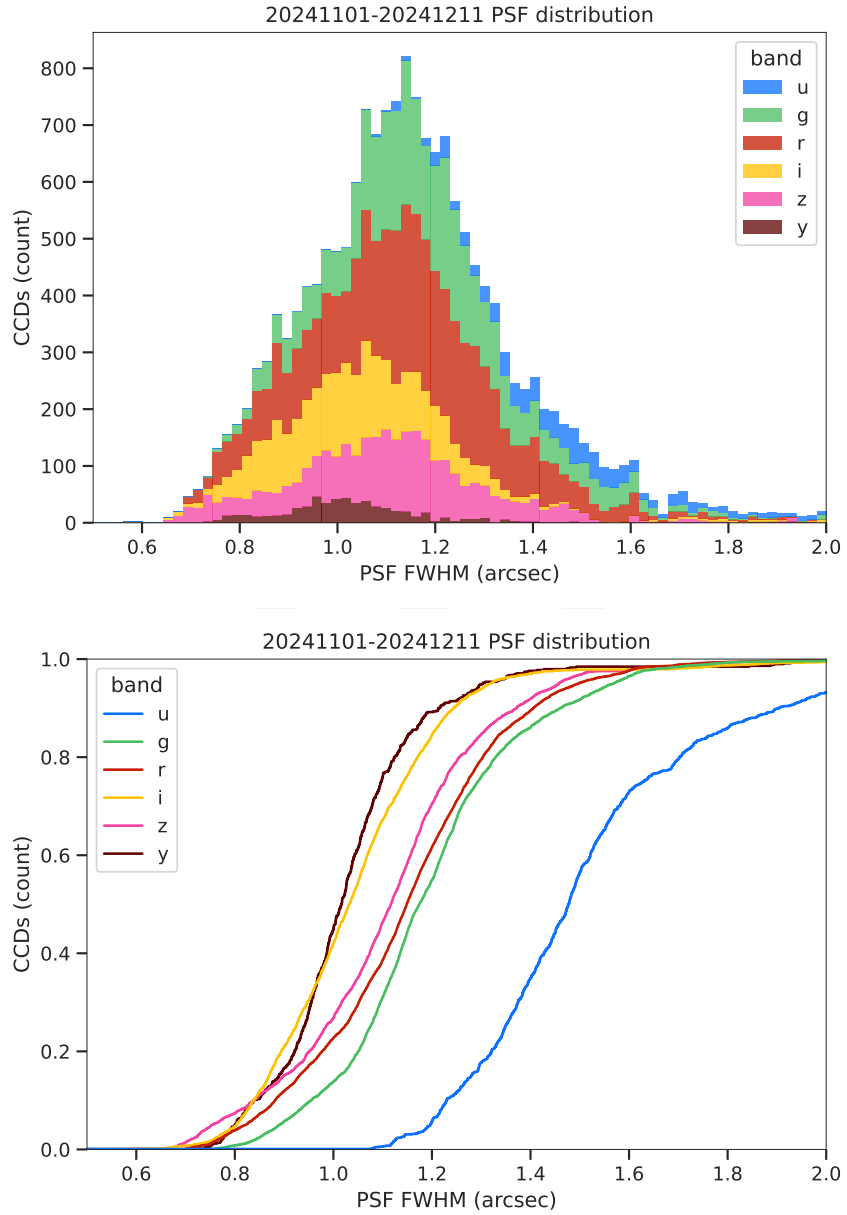 20241101-20241211 PSF distribution
band
u
g
r
i
z
y
CCDs (count)
800
700
600
500
400
300
200
100
0
0.6 0.8 1.0 1.2 1.4 1.6 1.8 2.0
PSF FWHM (arcsec)
20241101-20241211 PSF distribution
band
u
g
r
i
z
y
CCDs (count)
1.0
0.8
0.6
0.4
0.2
0.0
0.6 0.8 1.0 1.2 1.4 1.6 1.8 2.0
PSF FWHM (arcsec)